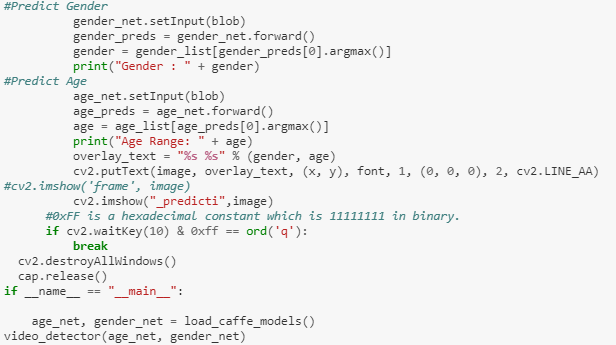 #Predict Gender
gender_net.setInput(blob)
gender_preds = gender_net.forward()
gender = gender_list[gender_preds[0].argmax()]
print("Gender : " + gender)
#Predict Age
age_net.setInput(blob)
age_preds = age_net.forward()
age = age_list[age_preds[0].argmax()]
print("Age Range: " + age)
overlay_text = "%s %s" % (gender, age)
cv2.putText(image, overlay_text, (x, y), font, 1, (0, 0, 0), 2, cv2.LINE_AA)
#cv2.imshow('frame', image)
cv2.imshow("_predicti",image)
#0xFF is a hexadecimal constant which is 11111111 in binary.
if cv2.waitKey(10) & 0xff == ord('q'):
break
cv2.destroyAllWindows()
cap.release()
if __name__ == "__main__":
age_net, gender_net = load_caffe_models()
video_detector(age_net, gender_net)